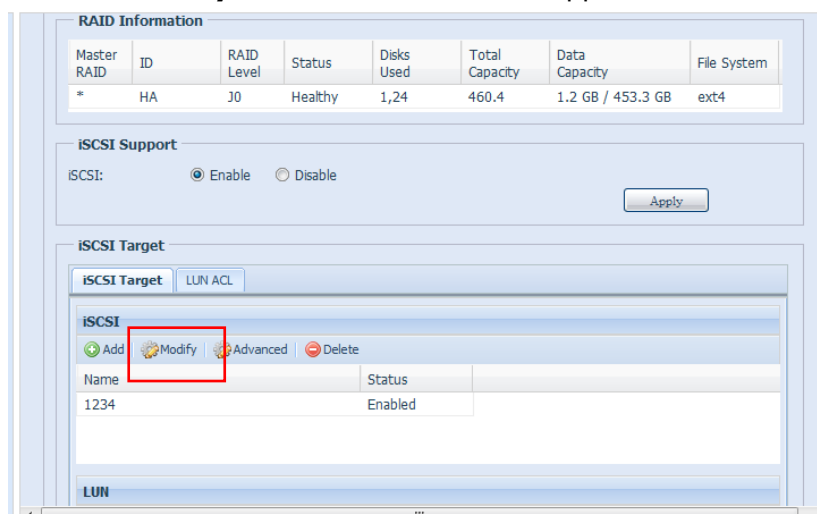 RAID Information
Master RAID ID RAID Level Status Disks Used Total Capacity Data Capacity File System
* HA J0 Healthy 1,24 460.4 1.2 GB / 453.3 GB ext4
iSCSI Support
iSCSI: Enable Disable
Apply
iSCSI Target
iSCSI Target LUN ACL
iSCSI
Add Modify Advanced Delete
Name Status
1234 Enabled
LUN